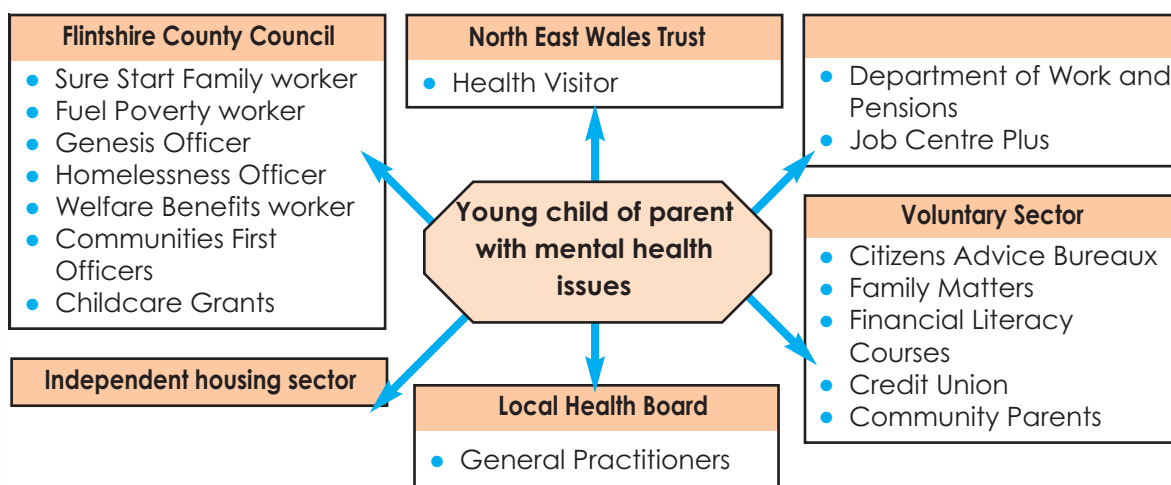 Flintshire County Council
• Sure Start Family worker
• Fuel Poverty worker
• Genesis Officer
• Homelessness Officer
• Welfare Benefits worker
• Communities First
Officers
• Childcare Grants
North East Wales Trust
• Health Visitor
• Department of Work and
Pensions
• Job Centre Plus
Young child of parent
with mental health
issues
Voluntary Sector
• Citizens Advice Bureaux
• Family Matters
• Financial Literacy
Courses
• Credit Union
• Community Parents
Independent housing sector
Local Health Board
• General Practitioners